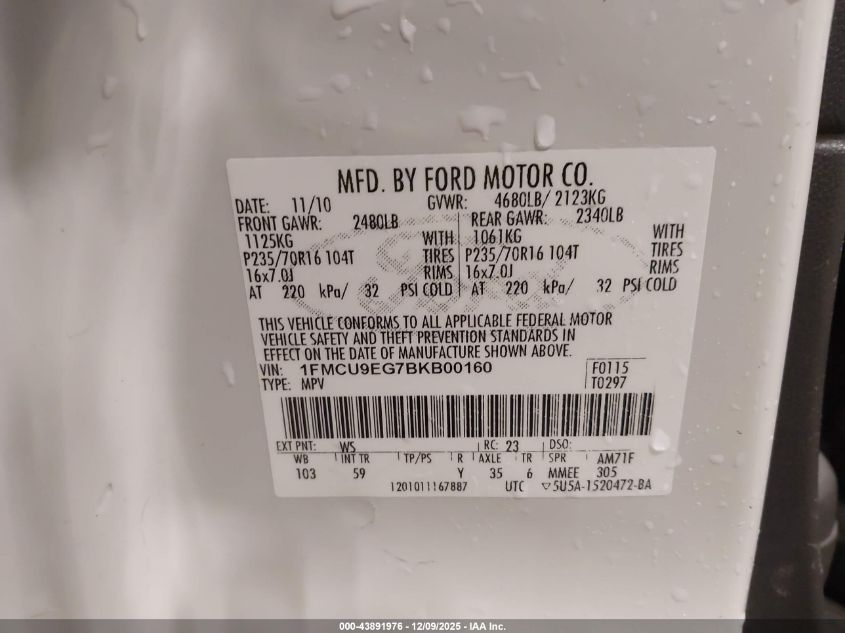 MFD. BY FORD MOTOR CO.
DATE: 11/10 GVWR: 4680LB/ 2123KG
FRONT GAWR: 2480LB REAR GAWR: 2340LB
1125KG WITH 1061KG WITH
P235/70R16 104T TIRES P235/70R16 104T TIRES
16x7.0J RIMS 16x7.0J RIMS
AT 220 kPa/ 32 PSI COLD AT 220 kPa/ 32 PSI COLD
THIS VEHICLE CONFORMS TO ALL APPLICABLE FEDERAL MOTOR
VEHICLE SAFETY AND THEFT PREVENTION STANDARDS IN
EFFECT ON THE DATE OF MANUFACTURE SHOWN ABOVE.
VIN: 1FMCU9EG7BKB00160 F0115
TYPE: MPV T0297
EXT PNT: WS RC: 23 DSO:
WB INT TR TP/PS R AXLE TR SPR AM71F
103 59 Y 35 6 MMEE 305
1201011167887 UTC ▽5U5A-1520472-BA
000-43891976 - 12/09/2025 - IAA Inc.